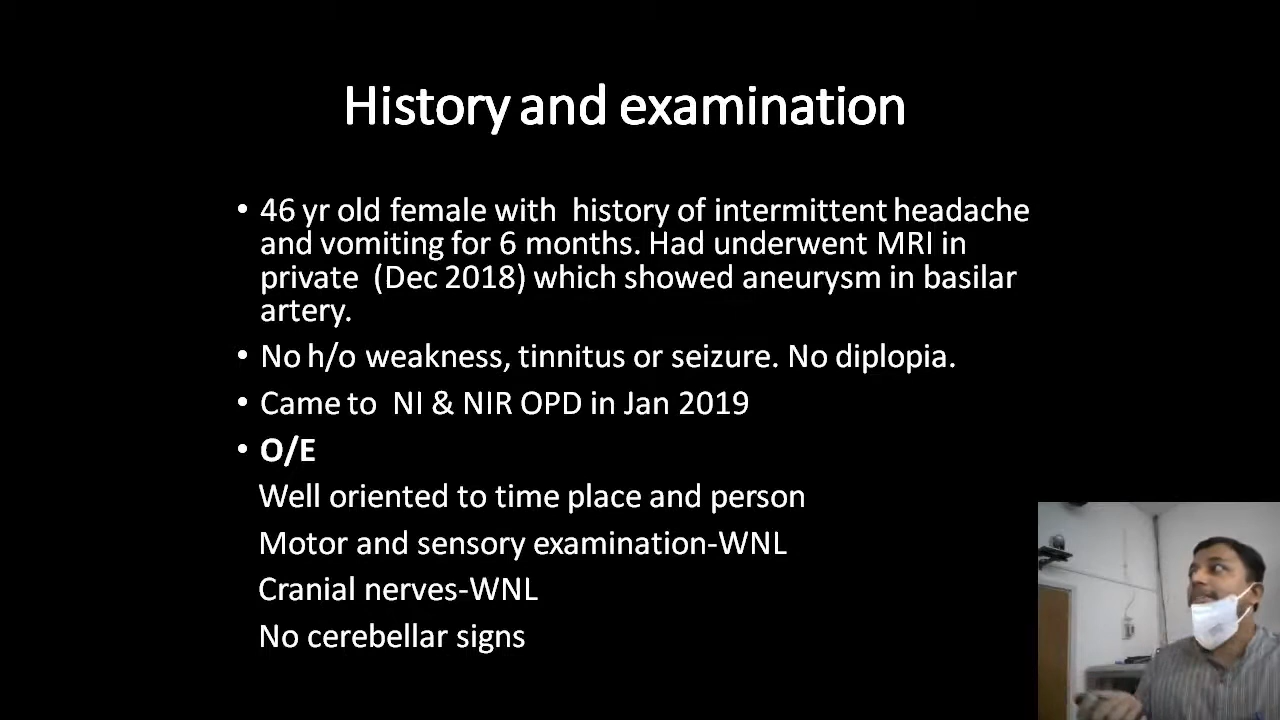 History and examination
• 46 yr old female with history of intermittent headache
and vomiting for 6 months. Had underwent MRI in
private (Dec 2018) which showed aneurysm in basilar
artery.
• No h/o weakness, tinnitus or seizure. No diplopia.
• Came to NI & NIR OPD in Jan 2019
• O/E
Well oriented to time place and person
Motor and sensory examination-WNL
Cranial nerves-WNL
No cerebellar signs